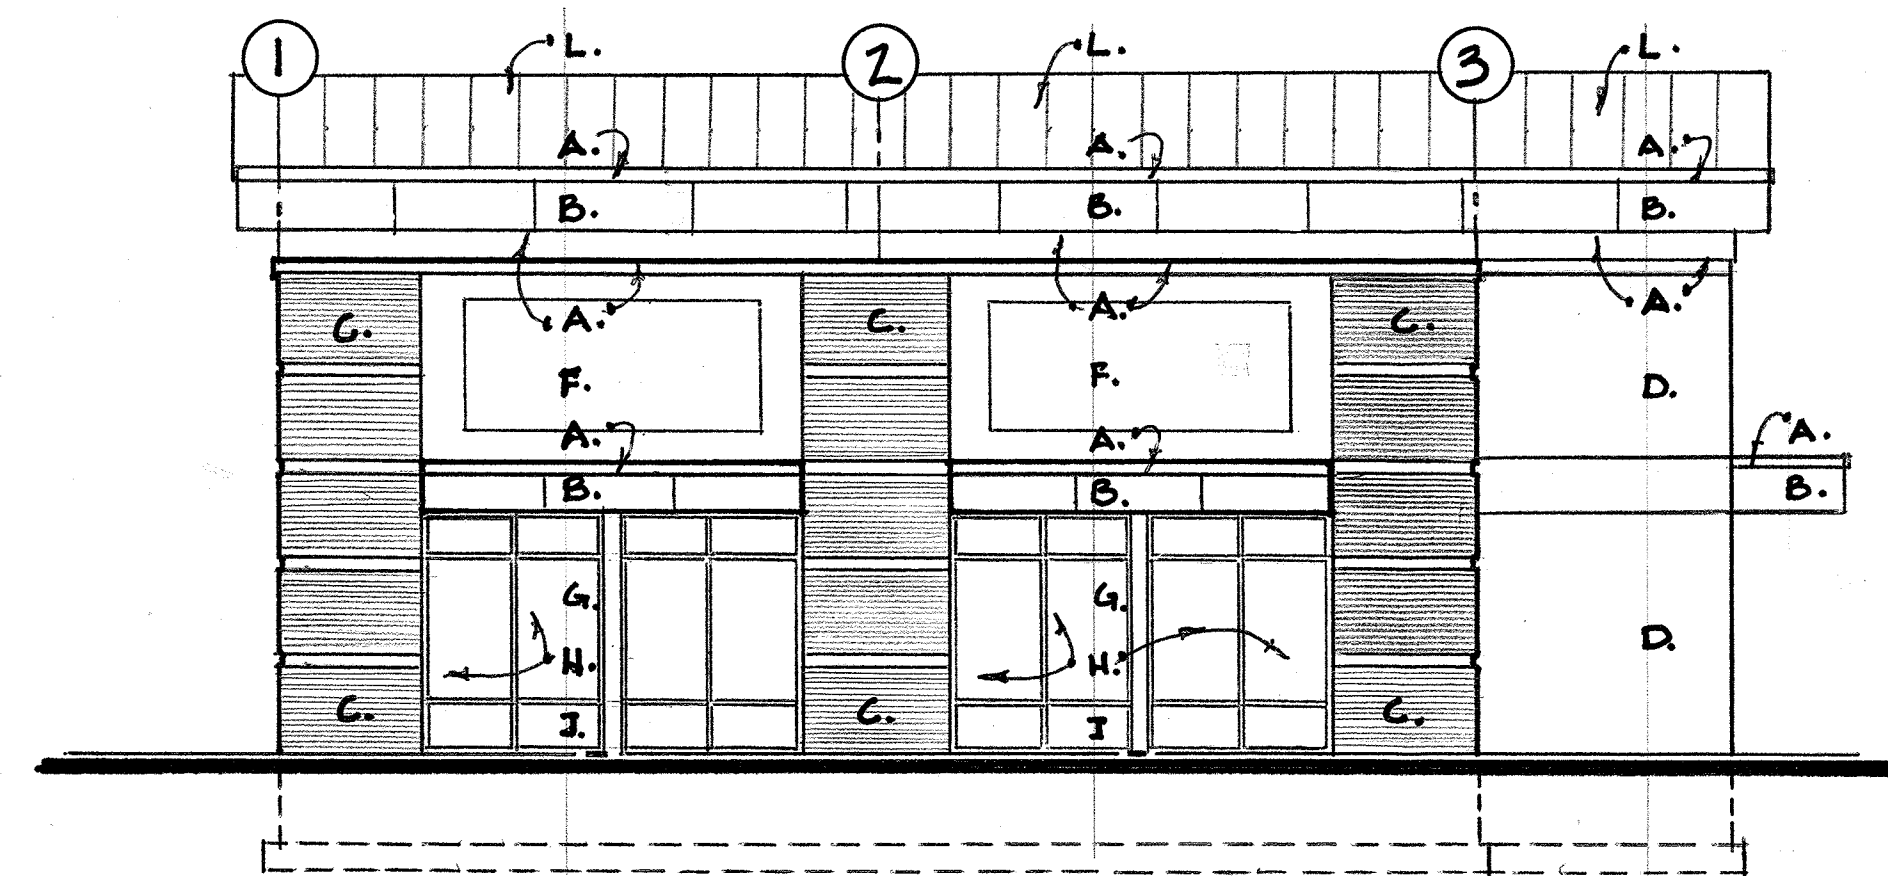 1 2 3
L. L. L.
A. A. A.
B. B. B.
A. A. A.
C. C. C.
F. F. D.
A. A. A.
B. B. B.
G. G.
H. H. D.
C. I. C. I C.